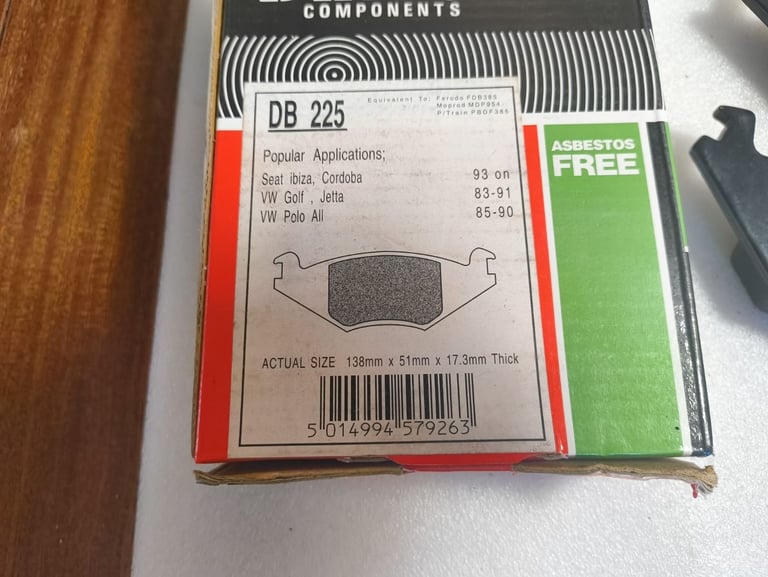 COMPONENTS
DB 225
Equivalent To: Ferodo FDB385
Moprod MDP954
P/Train PBDF385
Popular Applications;
Seat ibiza, Cordoba 93 on
VW Golf , Jetta 83-91
VW Polo All 85-90
ACTUAL SIZE 138mm x 51mm x 17.3mm Thick
5 014994 579263
ASBESTOS
FREE